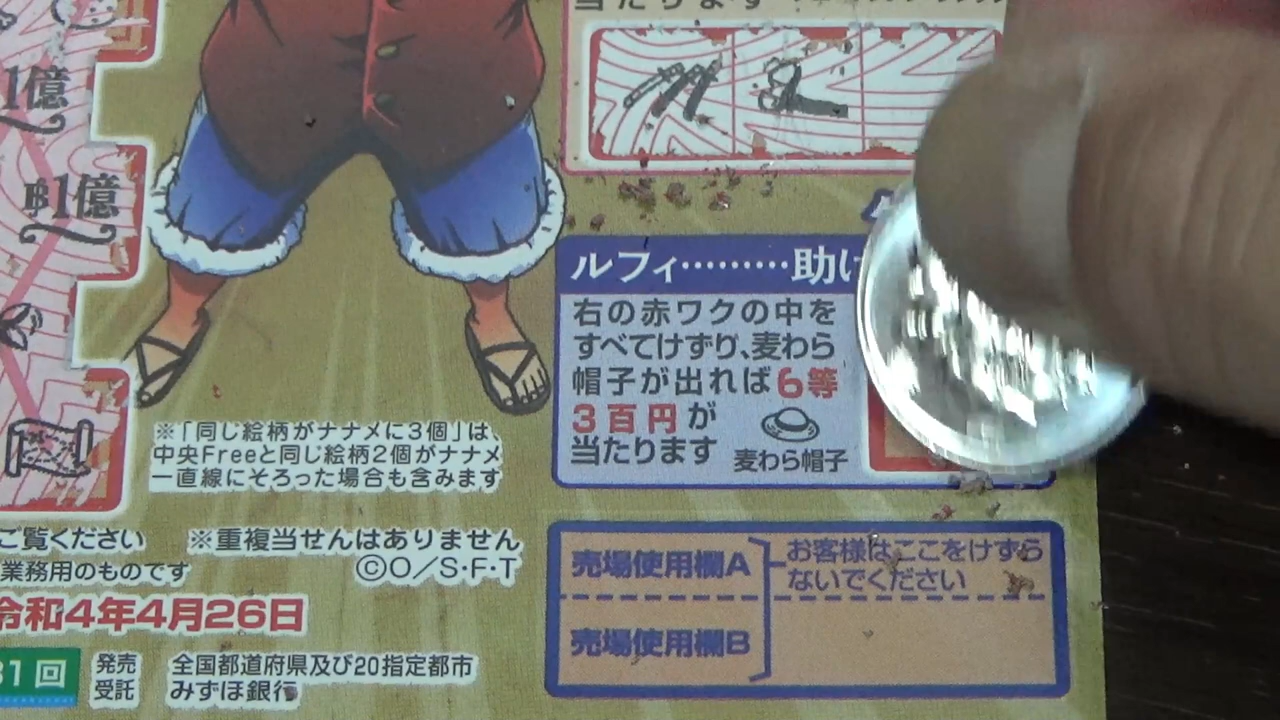 当たります
1億
฿1億
ルフィ………助け
右の赤ワクの中を
すべてけずり、麦わら
帽子が出れば6等
3百円が
当たります
麦わら帽子
※「同じ絵柄がナナメに3個」は、
中央Freeと同じ絵柄2個がナナメ
一直線にそろった場合も含みます
ご覧ください
※重複当せんはありません
業務用のものです
©O/S・F・T
令和4年4月26日
売場使用欄A
お客様はここをけずら
ないでください
売場使用欄B
31回
発売
受託
全国都道府県及び20指定都市
みずほ銀行